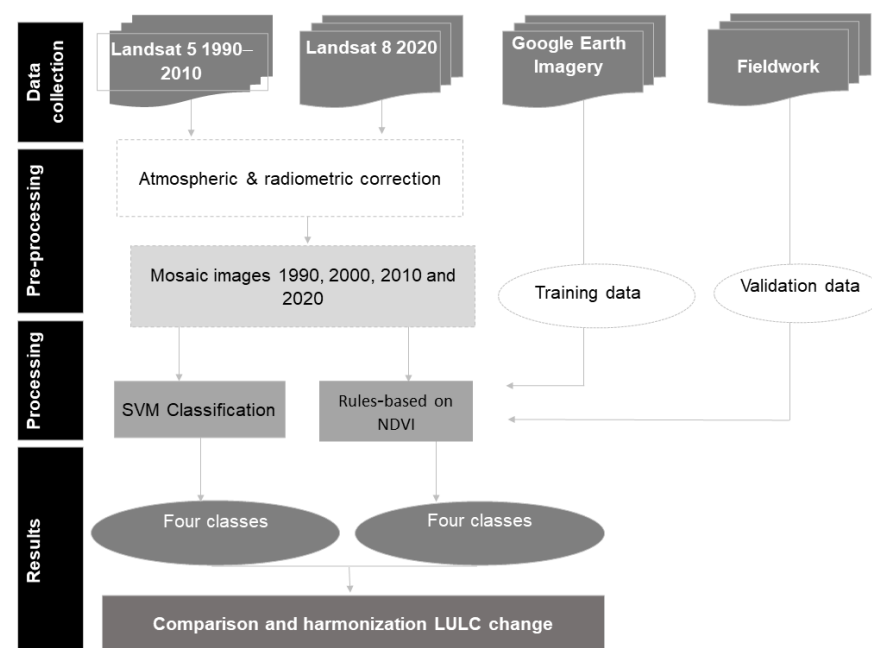 Data
collection
Landsat 5 1990–
2010
Landsat 8 2020
Google Earth
Imagery
Fieldwork
Pre-processing
Atmospheric & radiometric correction
Mosaic images 1990, 2000, 2010 and
2020
Training data
Validation data
Processing
SVM Classification
Rules-based on
NDVI
Results
Four classes
Four classes
Comparison and harmonization LULC change